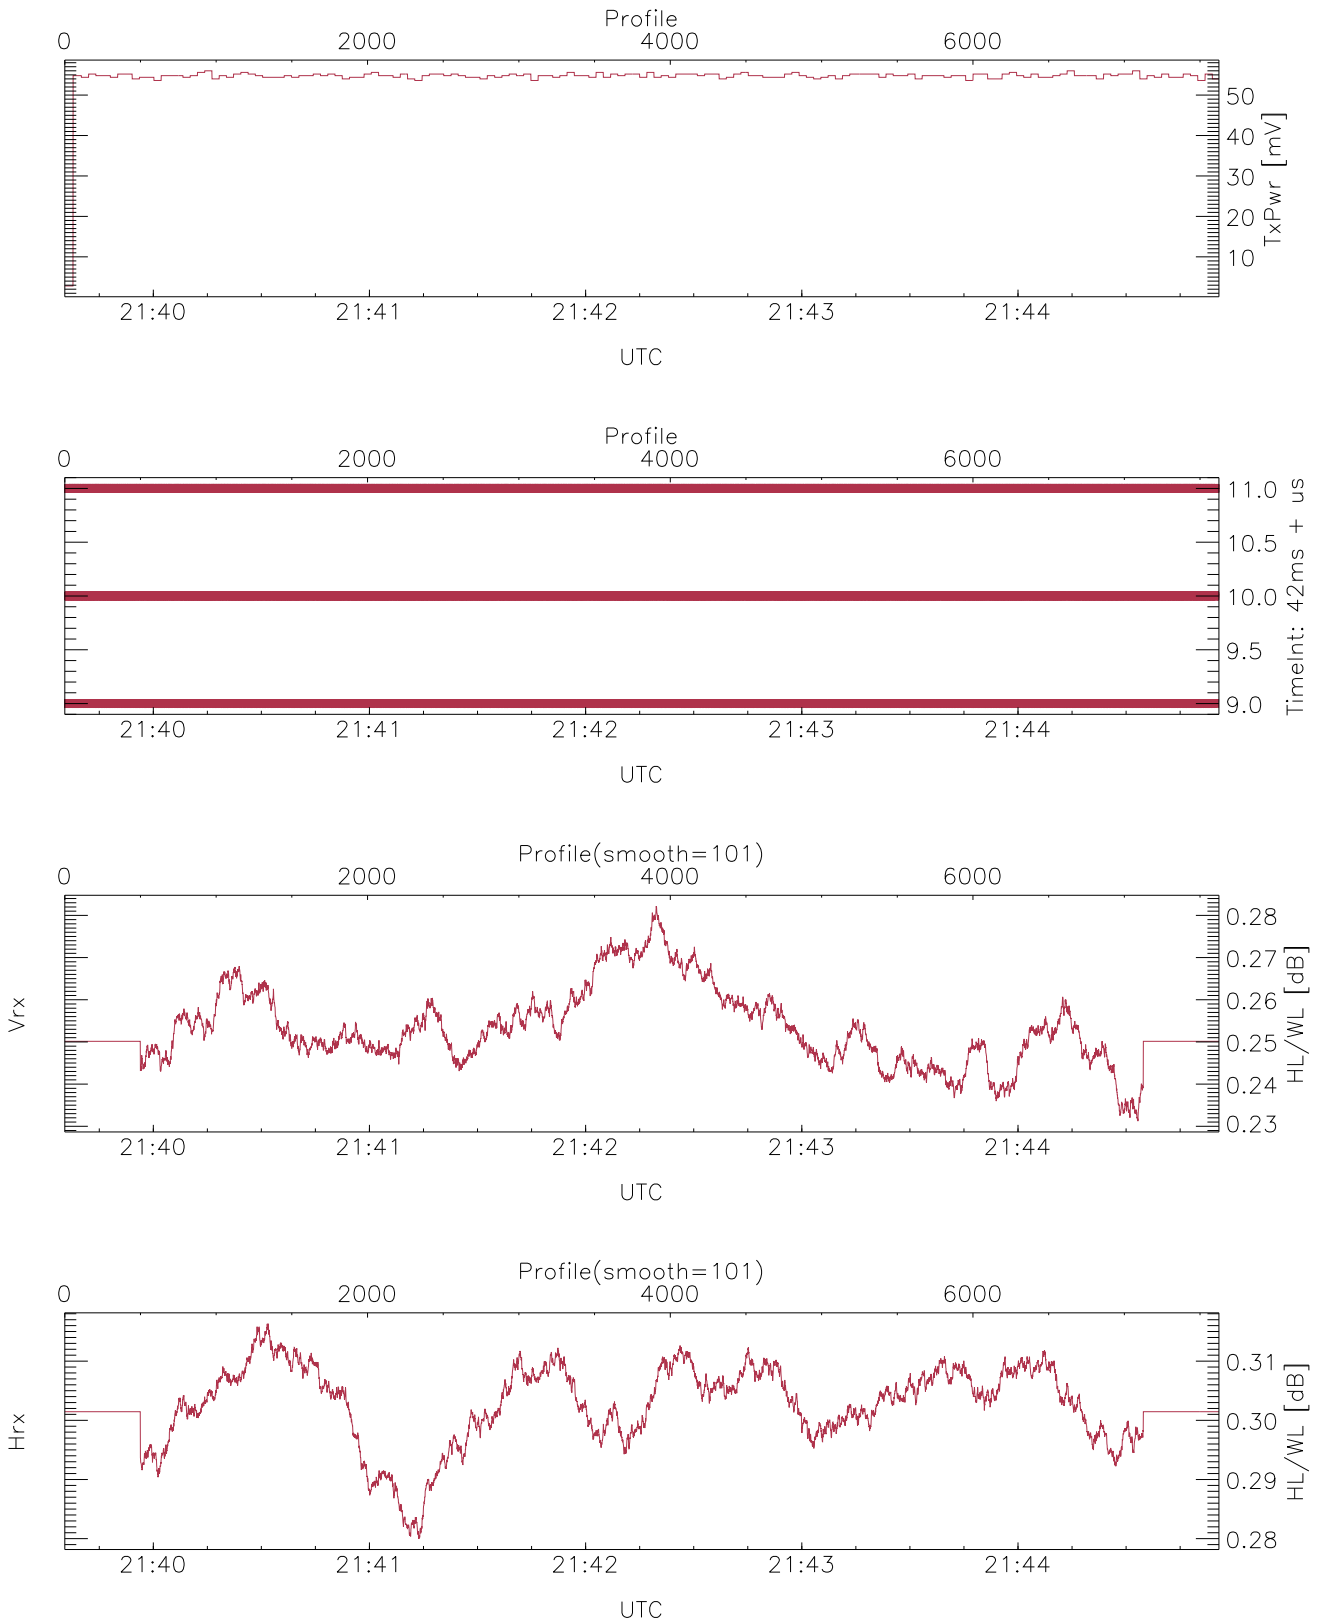 Profile
0 2000 4000 6000
50
40
30
20
10
TxPwr [mV]
21:40 21:41 21:42 21:43 21:44
UTC
Profile
0 2000 4000 6000
11.0
10.5
10.0
9.5
9.0
TimeInt: 42ms + us
21:40 21:41 21:42 21:43 21:44
UTC
Profile(smooth=101)
0 2000 4000 6000
Vrx
0.28
0.27
0.26
0.25
0.24
0.23
HL/WL [dB]
21:40 21:41 21:42 21:43 21:44
UTC
Profile(smooth=101)
0 2000 4000 6000
Hrx
0.31
0.30
0.29
0.28
HL/WL [dB]
21:40 21:41 21:42 21:43 21:44
UTC